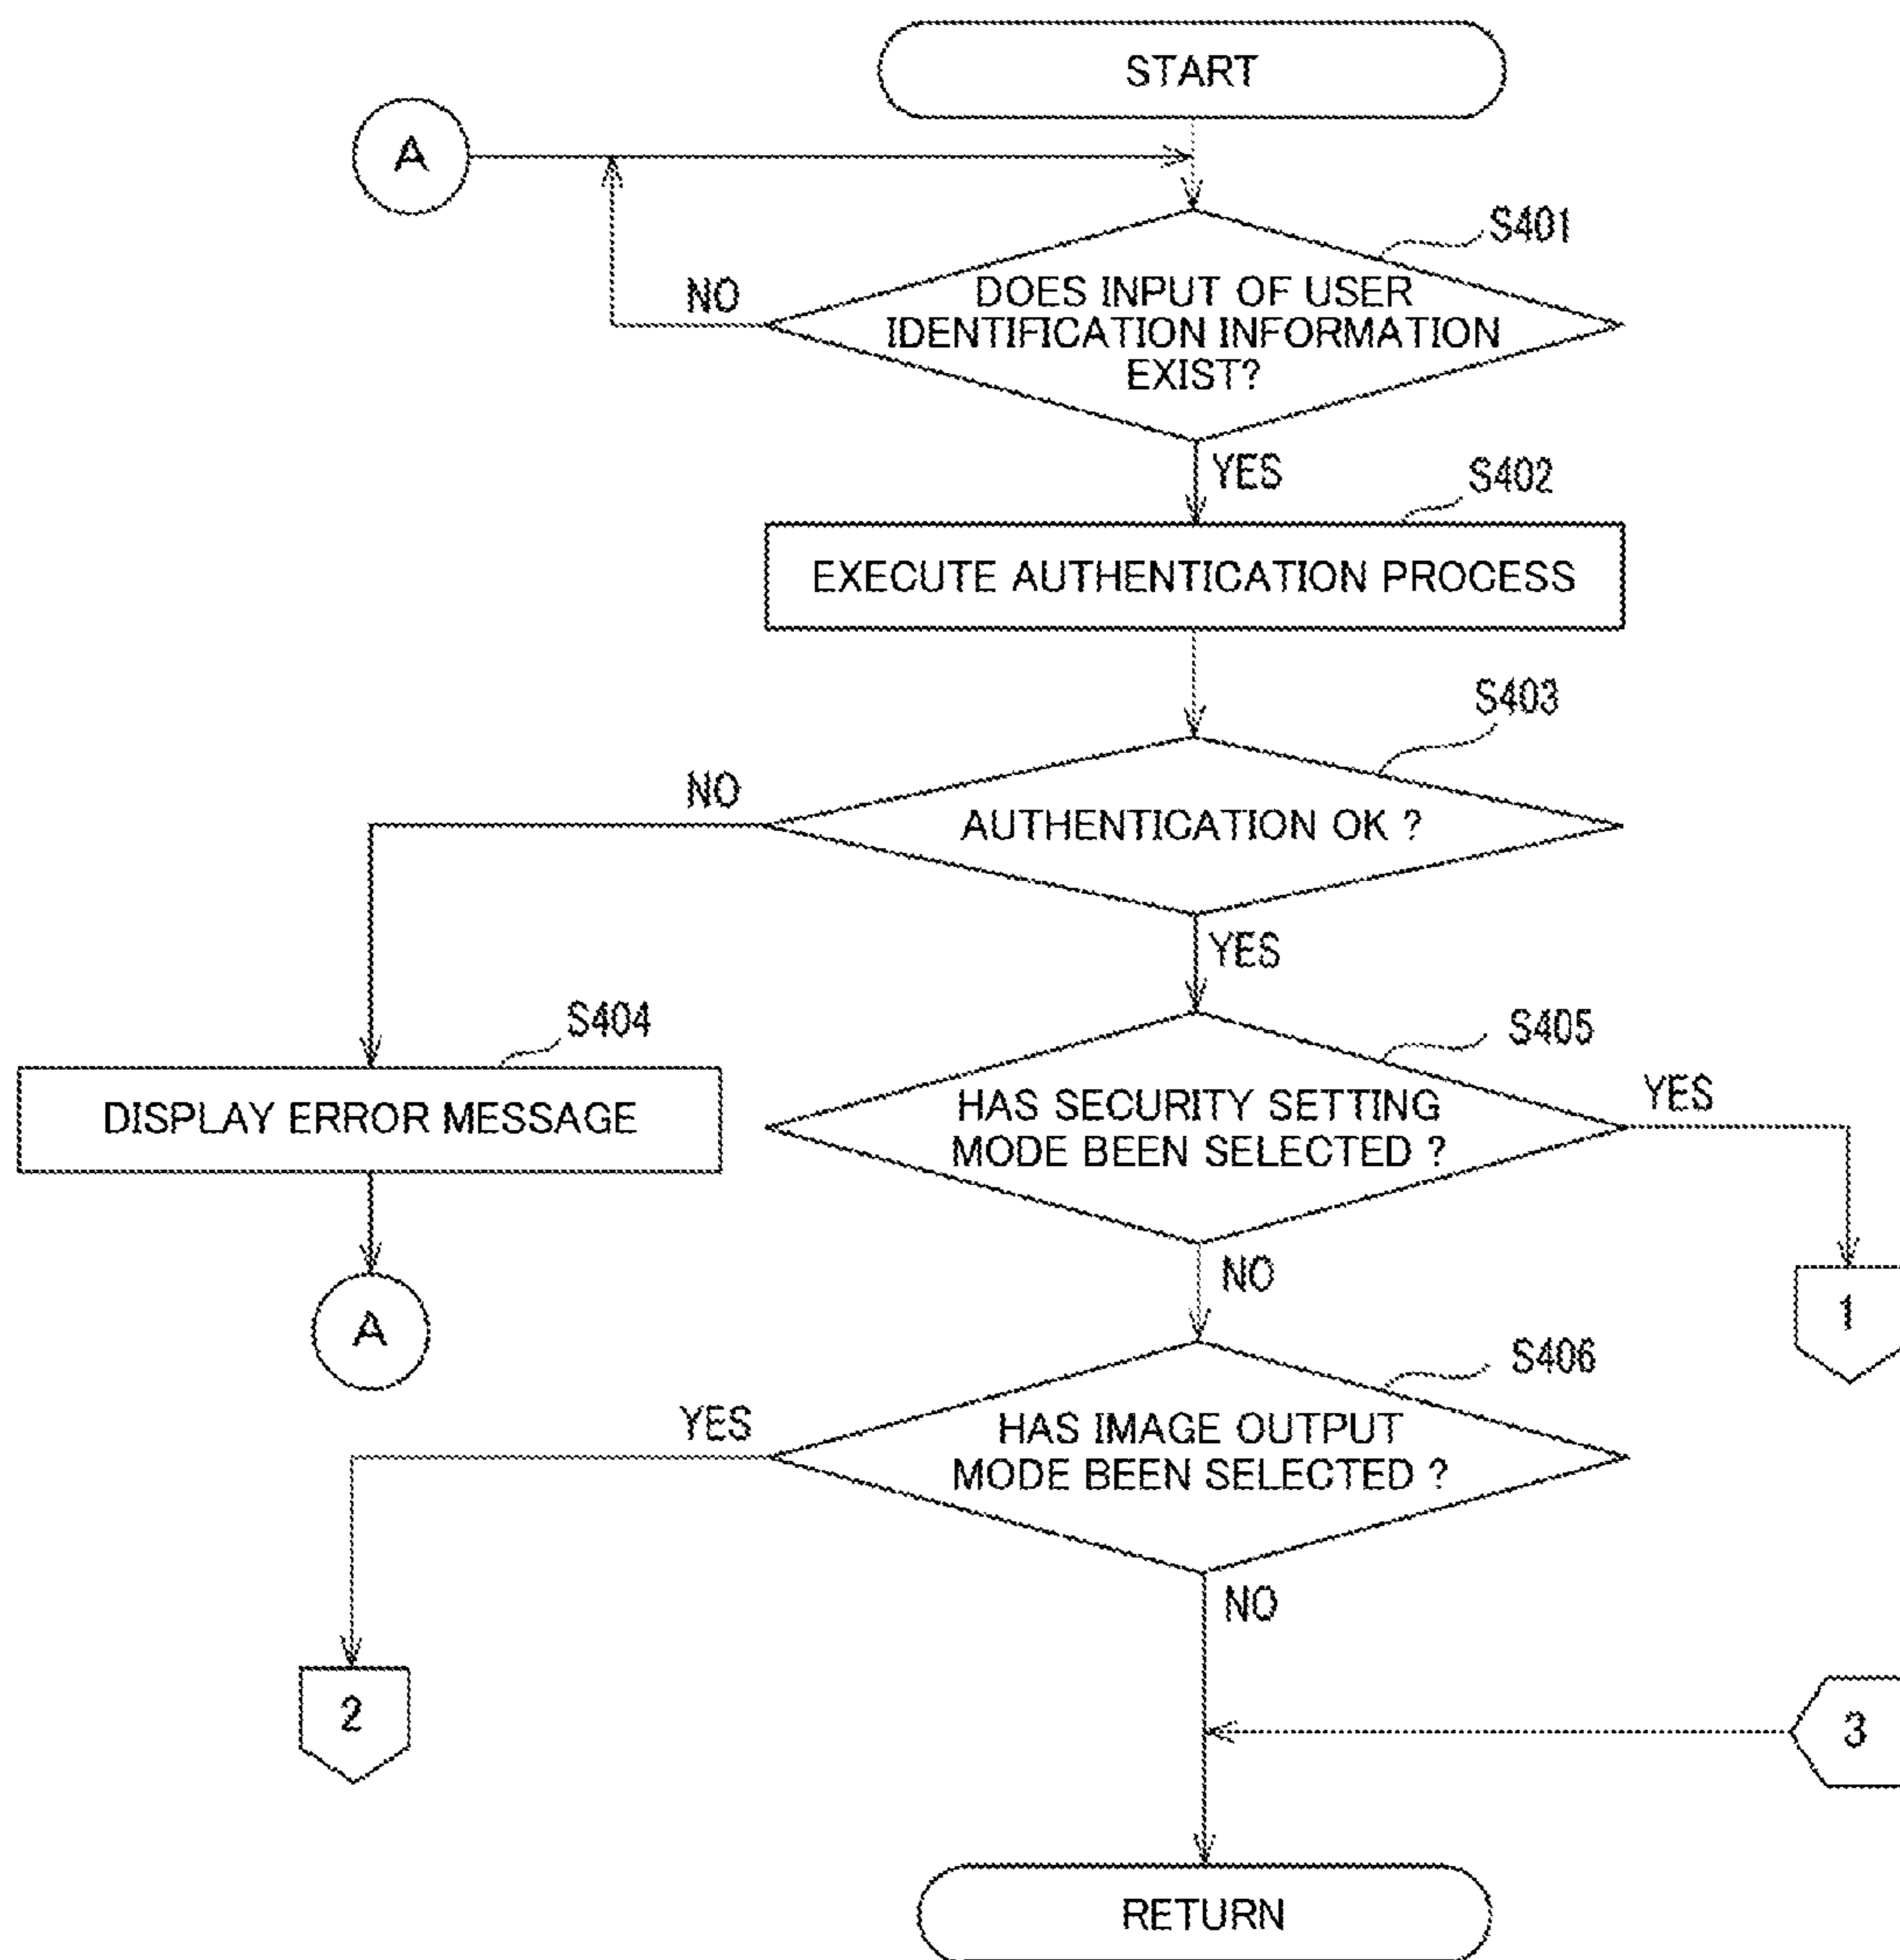 START
A
S401
NO
DOES INPUT OF USER
IDENTIFICATION INFORMATION
EXIST?
YES
S402
EXECUTE AUTHENTICATION PROCESS
S403
NO
AUTHENTICATION OK ?
YES
S404
S405
DISPLAY ERROR MESSAGE
HAS SECURITY SETTING
MODE BEEN SELECTED ?
YES
NO
A
1
S406
YES
HAS IMAGE OUTPUT
MODE BEEN SELECTED ?
NO
2
3
RETURN